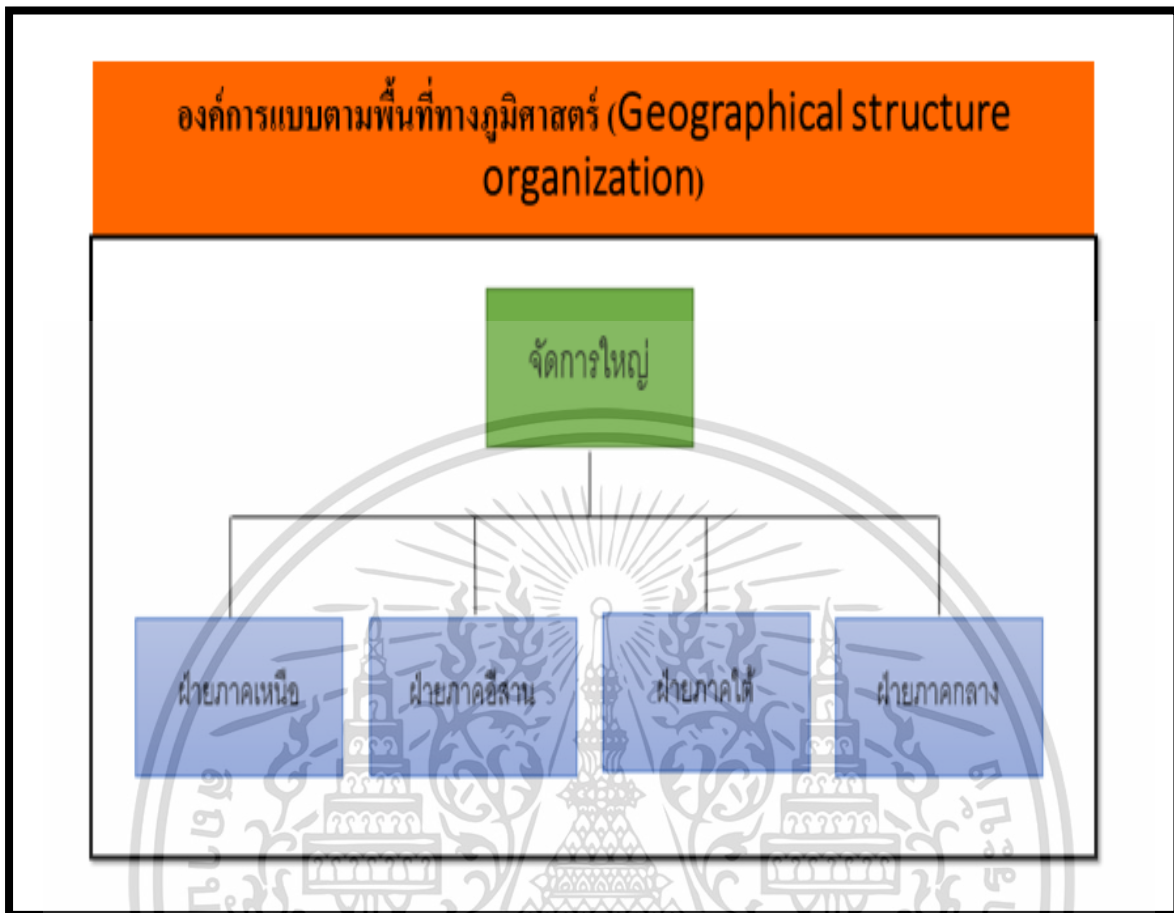 องค์การแบบตามพื้นที่ทางภูมิศาสตร์ (Geographical structure
organization)
จัดการใหญ่
ฝ่ายภาคเหนือ
ฝ่ายภาคอีสาน
ฝ่ายภาคใต้
ฝ่ายภาคกลาง